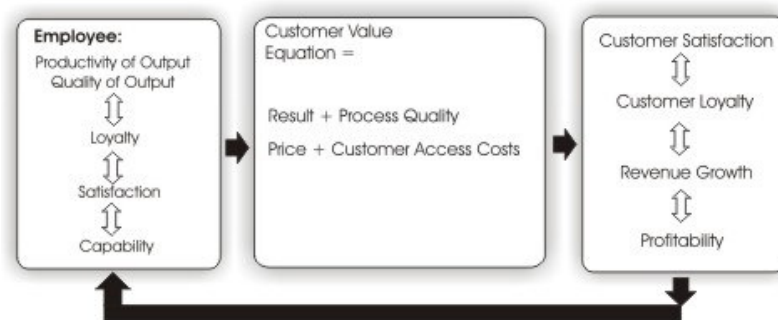 Employee:
Productivity of Output
Quality of Output
Loyalty
Satisfaction
Capability
Customer Value
Equation =
Result + Process Quality
Price + Customer Access Costs
Customer Satisfaction
Customer Loyalty
Revenue Growth
Profitability